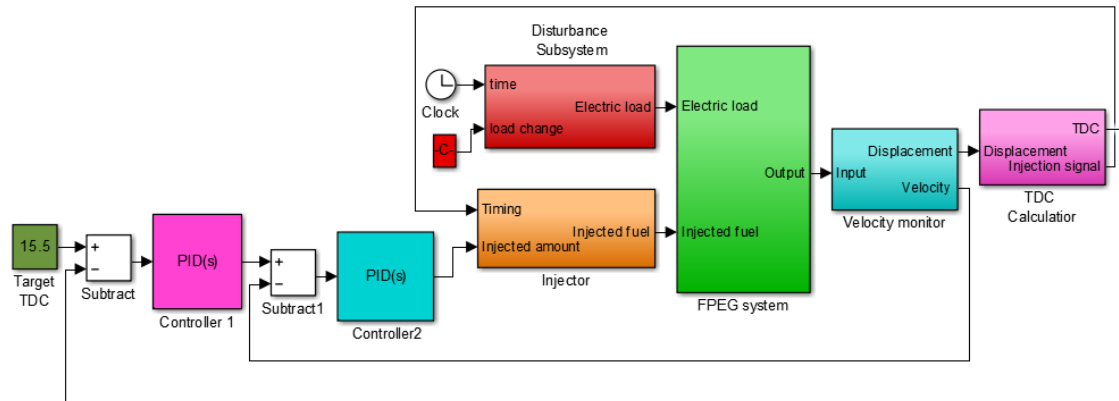 Disturbance
Subsystem
time
Electric load
load change
Clock
-C-
Electric load
Output
Injected fuel
FPEG system
Displacement
Input
Velocity
Velocity monitor
TDC
Displacement
Injection signal
TDC
Calculatior
Timing
Injected fuel
Injected amount
Injector
15.5
Target
TDC
+
−
Subtract
PID(s)
Controller 1
+
−
Subtract1
PID(s)
Controller2